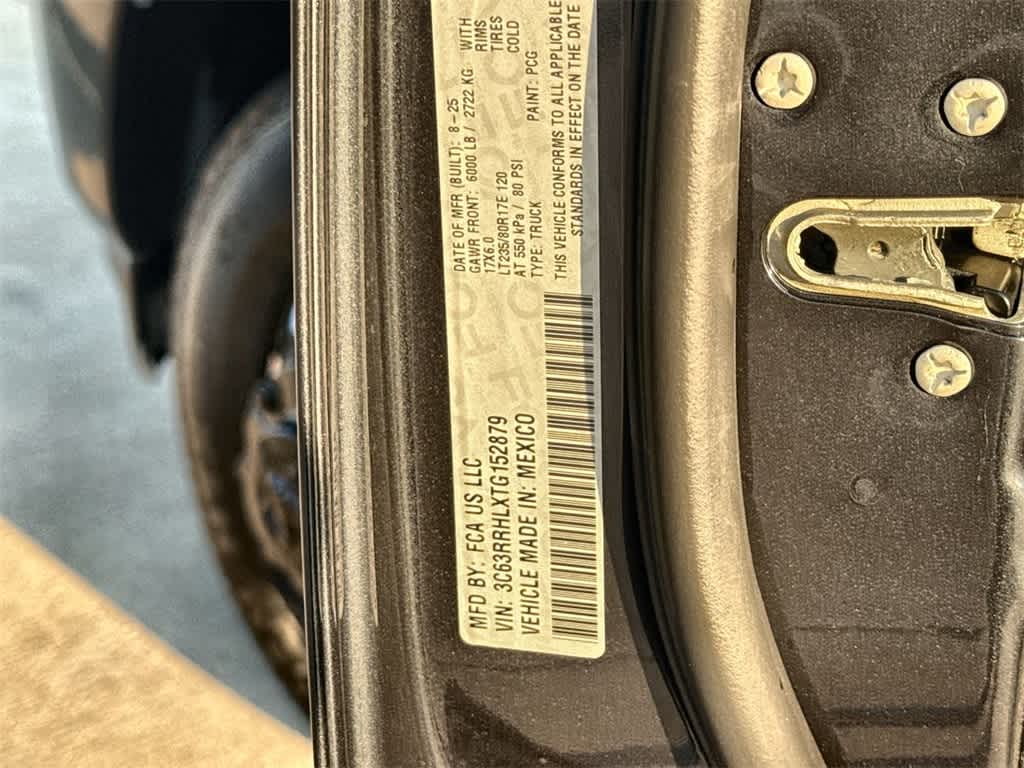 MFD BY: FCA US LLC
VIN: 3C63RRHLXTG152879
VEHICLE MADE IN: MEXICO
DATE OF MFR (BUILT): 8-25
GAWR FRONT: 6000 LB / 2722 KG WITH
17X6.0 RIMS
LT235/80R17E 120 TIRES
AT 550 kPa / 80 PSI COLD
TYPE: TRUCK PAINT: PCG
THIS VEHICLE CONFORMS TO ALL APPLICABLE
STANDARDS IN EFFECT ON THE DATE